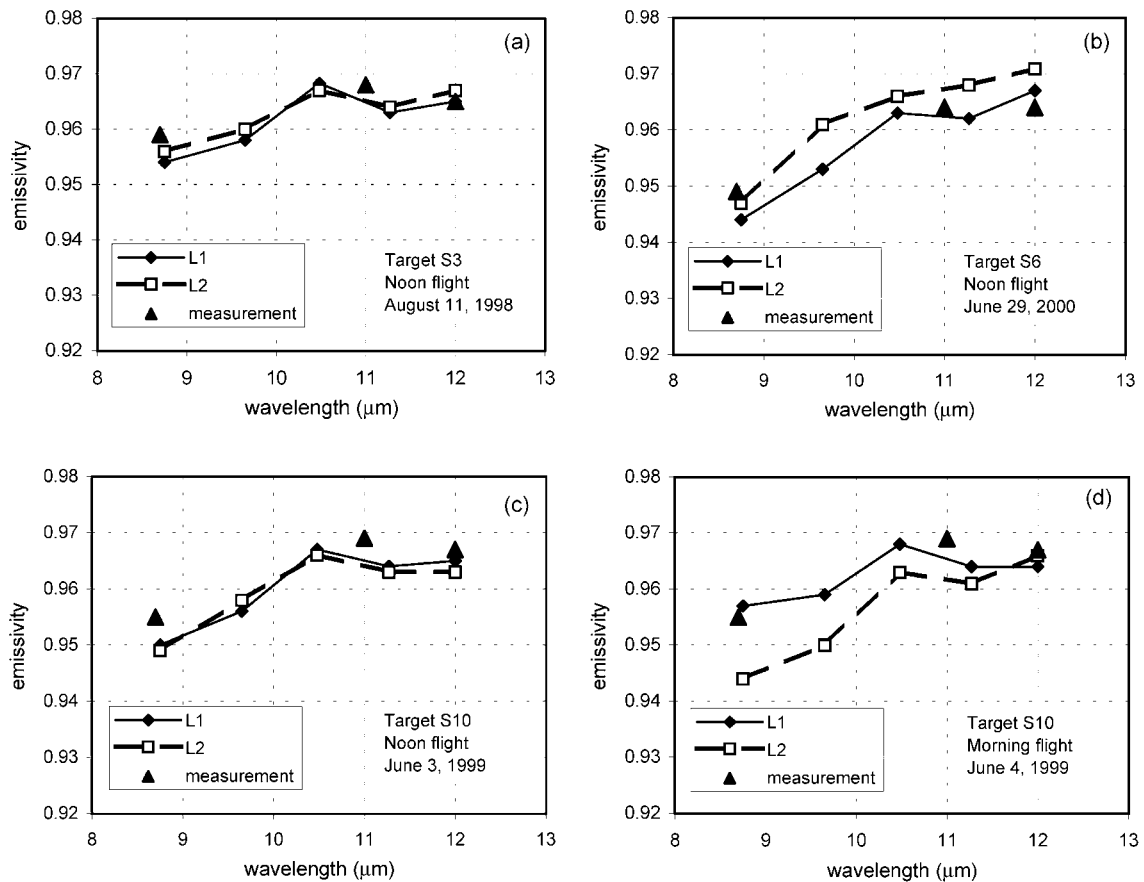 (a)
0.98
0.97
0.96
0.95
0.94
0.93
0.92
emissivity
L1
L2
measurement
Target S3
Noon flight
August 11, 1998
8 9 10 11 12 13
wavelength (μm)
(b)
0.98
0.97
0.96
0.95
0.94
0.93
0.92
emissivity
L1
L2
measurement
Target S6
Noon flight
June 29, 2000
8 9 10 11 12 13
wavelength (μm)
(c)
0.98
0.97
0.96
0.95
0.94
0.93
0.92
emissivity
L1
L2
measurement
Target S10
Noon flight
June 3, 1999
8 9 10 11 12 13
wavelength (μm)
(d)
0.98
0.97
0.96
0.95
0.94
0.93
0.92
emissivity
L1
L2
measurement
Target S10
Morning flight
June 4, 1999
8 9 10 11 12 13
wavelength (μm)